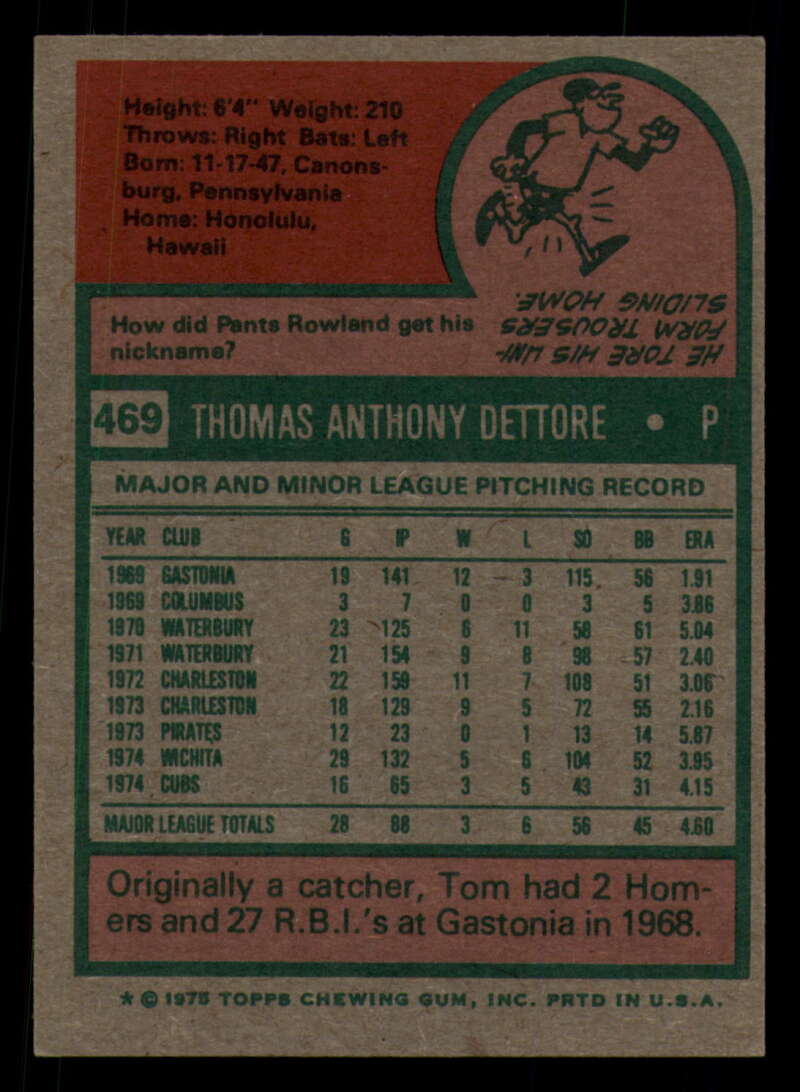 Height: 6'4" Weight: 210
Throws: Right Bats: Left
Born: 11-17-47, Canons-
burg, Pennsylvania
Home: Honolulu,
Hawaii
How did Pants Rowland get his
nickname?
HE TORE HIS UNI-
FORM TROUSERS
SLIDING HOME.
469 THOMAS ANTHONY DETTORE • P
MAJOR AND MINOR LEAGUE PITCHING RECORD
YEAR CLUB G IP W L SO BB ERA
1969 GASTONIA 19 141 12 3 115 56 1.91
1969 COLUMBUS 3 7 0 0 3 5 3.86
1970 WATERBURY 23 125 6 11 58 61 5.04
1971 WATERBURY 21 154 9 8 98 57 2.40
1972 CHARLESTON 22 159 11 7 109 51 3.06
1973 CHARLESTON 18 129 9 5 72 55 2.16
1973 PIRATES 12 23 0 1 13 14 5.87
1974 WICHITA 29 132 5 6 104 52 3.95
1974 CUBS 16 65 3 5 43 31 4.15
MAJOR LEAGUE TOTALS 28 88 3 6 56 45 4.60
Originally a catcher, Tom had 2 Hom-
ers and 27 R.B.I.'s at Gastonia in 1968.
* © 1975 TOPPS CHEWING GUM, INC. PRTD IN U.S.A.